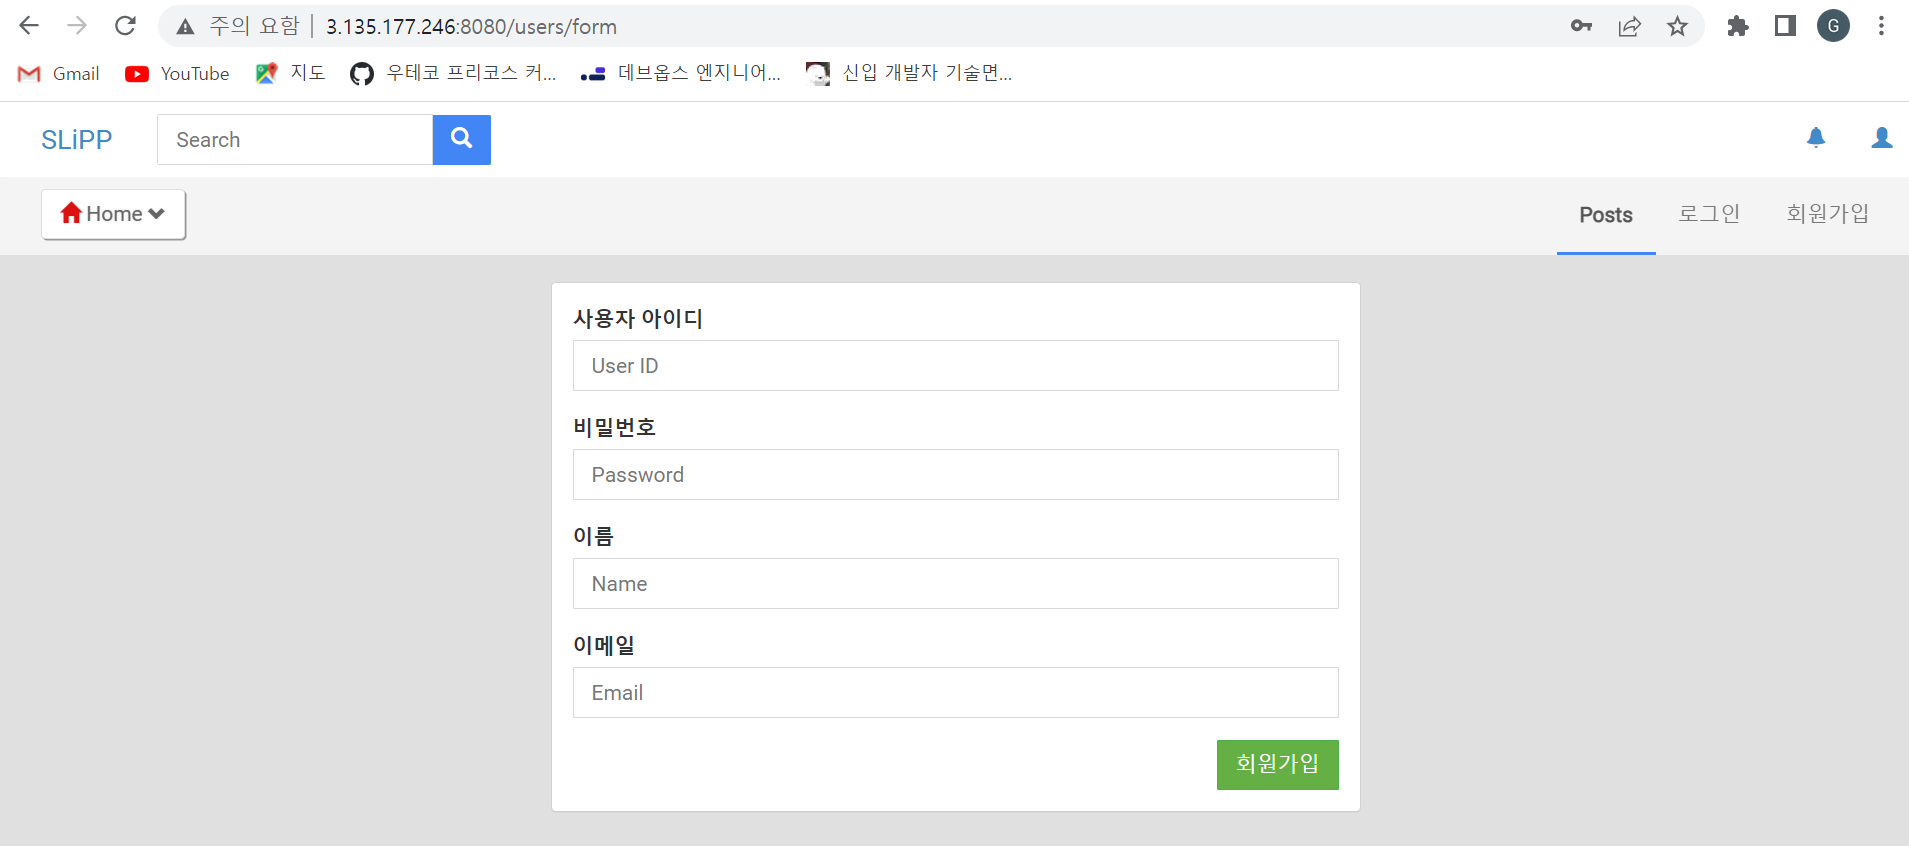 주의 요함 | 3.135.177.246:8080/users/form
G
Gmail YouTube 지도 우테코 프리코스 커... 데브옵스 엔지니어... 신입 개발자 기술면...
SLiPP Search
Home Posts 로그인 회원가입
사용자 아이디
User ID
비밀번호
Password
이름
Name
이메일
Email
회원가입